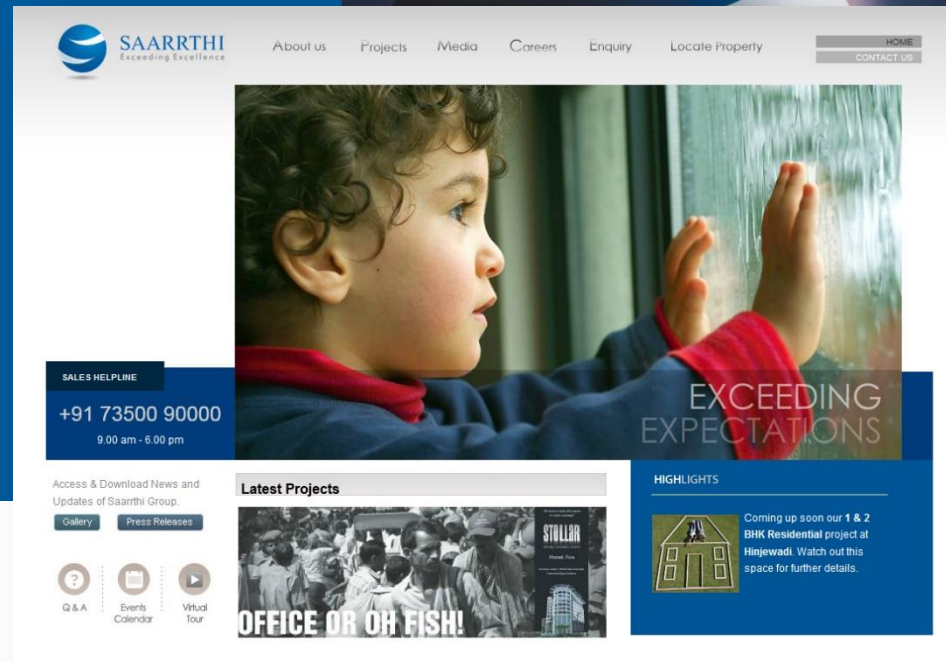 SAARRTHI
Exceeding Excellence
About us
Projects
Media
Careers
Enquiry
Locate Property
HOME
CONTACT US
EXCEEDING
EXPECTATIONS
SALES HELPLINE
+91 73500 90000
9.00 am - 6.00 pm
Access & Download News and
Updates of Saarrthi Group.
Gallery
Press Releases
Q & A
Events
Calendar
Virtual
Tour
Latest Projects
STELLAR
Kharadi, Pune
OFFICE OR OH FISH!
HIGHLIGHTS
Coming up soon our 1 & 2
BHK Residential project at
Hinjewadi. Watch out this
space for further details.